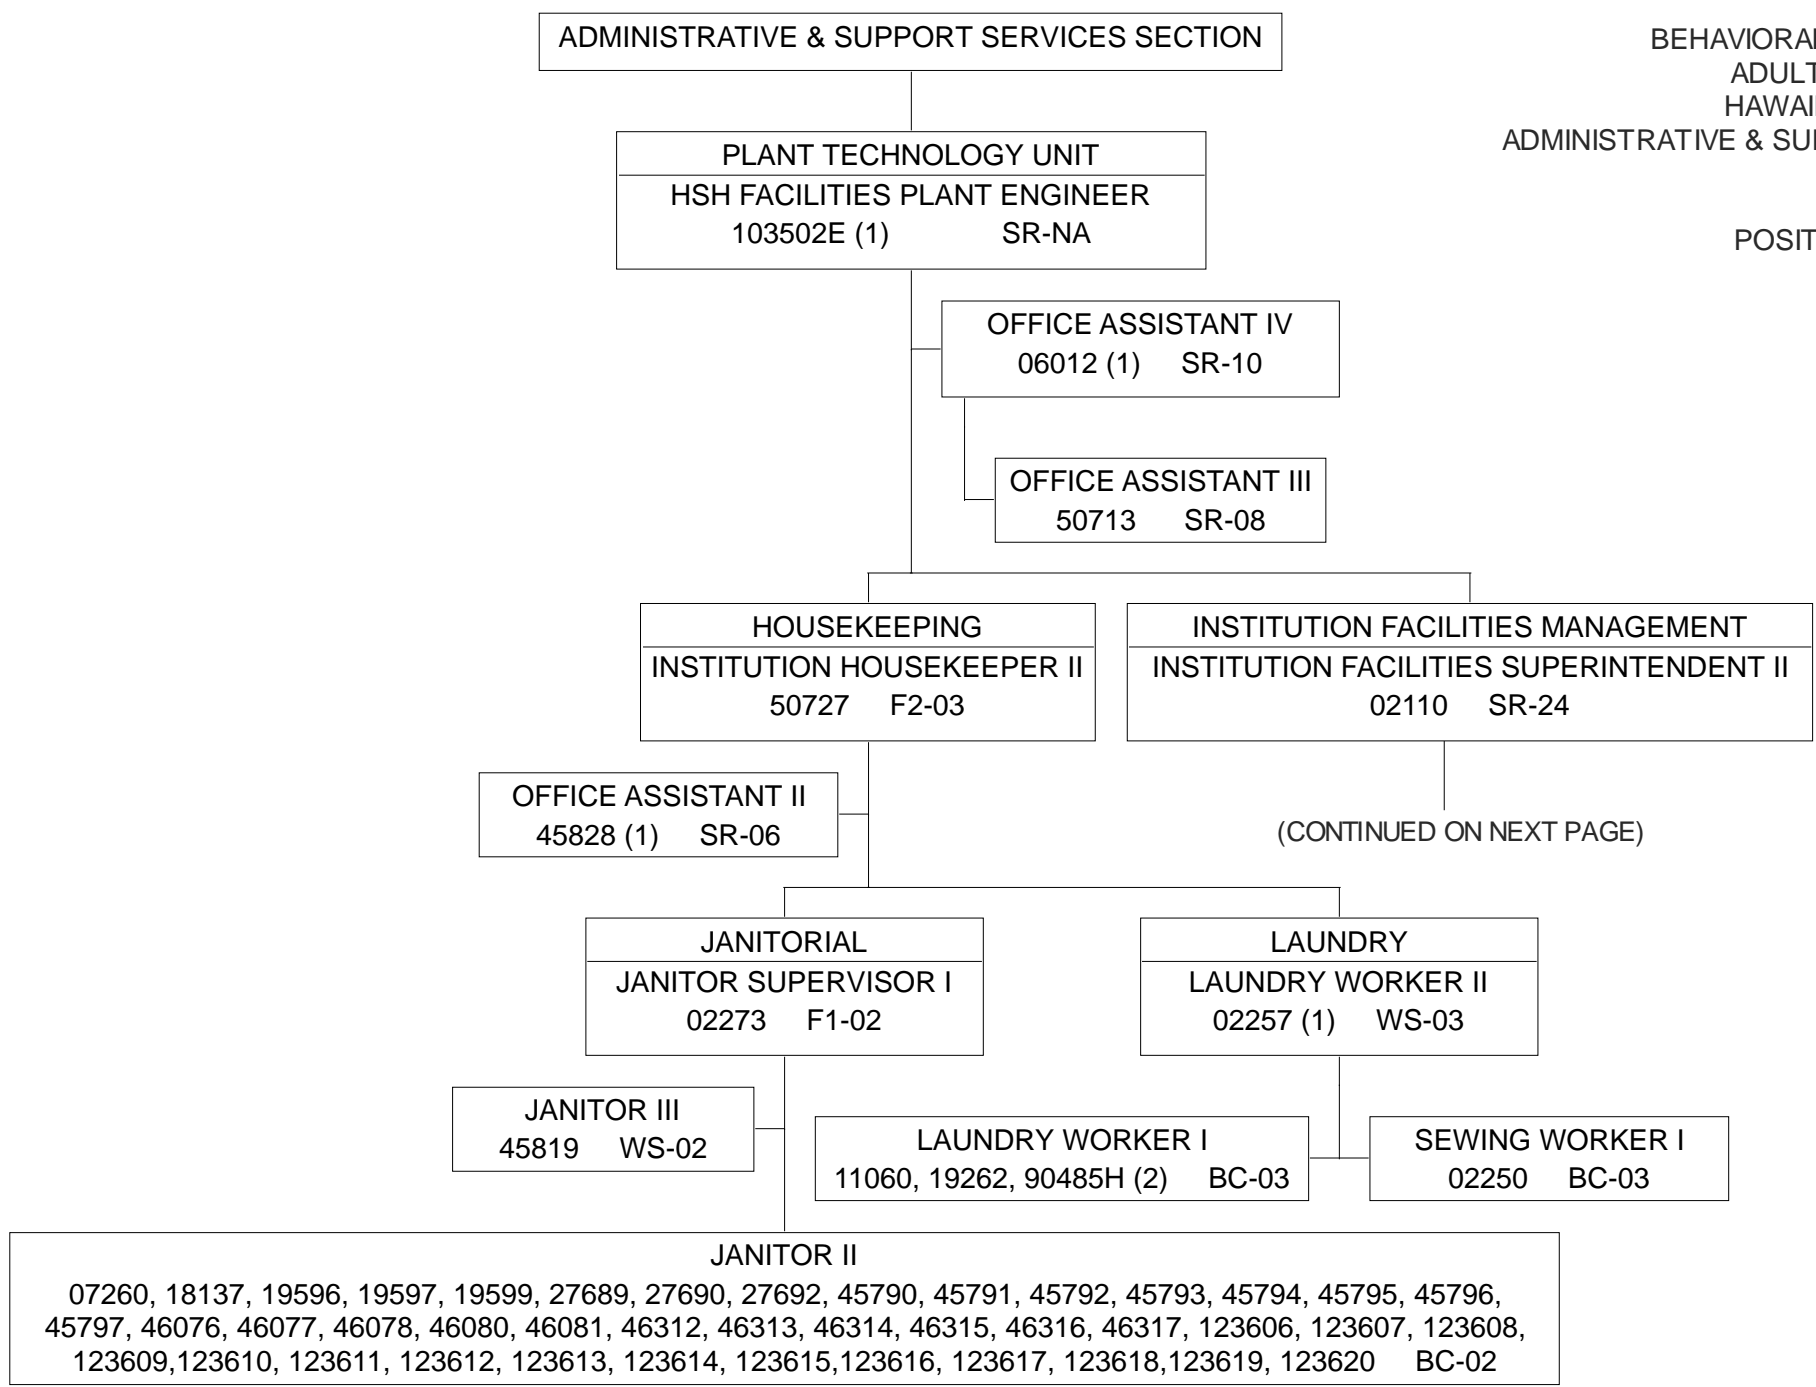 ADMINISTRATIVE & SUPPORT SERVICES SECTION
BEHAVIORAL
ADULT
HAWAII
ADMINISTRATIVE & SUP
POSIT
PLANT TECHNOLOGY UNIT
HSH FACILITIES PLANT ENGINEER
103502E (1) SR-NA
OFFICE ASSISTANT IV
06012 (1) SR-10
OFFICE ASSISTANT III
50713 SR-08
HOUSEKEEPING
INSTITUTION HOUSEKEEPER II
50727 F2-03
INSTITUTION FACILITIES MANAGEMENT
INSTITUTION FACILITIES SUPERINTENDENT II
02110 SR-24
OFFICE ASSISTANT II
45828 (1) SR-06
(CONTINUED ON NEXT PAGE)
JANITORIAL
JANITOR SUPERVISOR I
02273 F1-02
LAUNDRY
LAUNDRY WORKER II
02257 (1) WS-03
JANITOR III
45819 WS-02
LAUNDRY WORKER I
11060, 19262, 90485H (2) BC-03
SEWING WORKER I
02250 BC-03
JANITOR II
07260, 18137, 19596, 19597, 19599, 27689, 27690, 27692, 45790, 45791, 45792, 45793, 45794, 45795, 45796,
45797, 46076, 46077, 46078, 46080, 46081, 46312, 46313, 46314, 46315, 46316, 46317, 123606, 123607, 123608,
123609,123610, 123611, 123612, 123613, 123614, 123615,123616, 123617, 123618,123619, 123620 BC-02